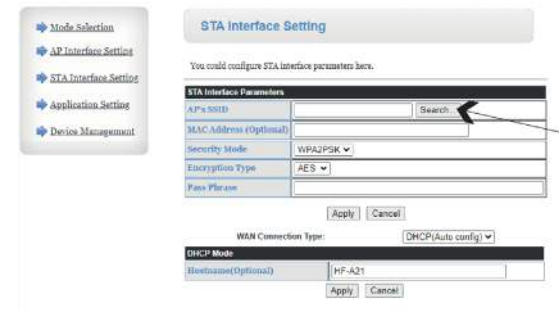 Mode Selection
AP Interface Setting
STA Interface Setting
Application Setting
Device Management
STA Interface Setting
You could configure STA interface parameters here.
STA Interface Parameters
AP's SSID Search...
MAC Address (Optional)
Security Mode WPA2PSK
Encryption Type AES
Pass Phrase
Apply Cancel
WAN Connection Type: DHCP(Auto config)
DHCP Mode
Hostname(Optional) HF-A21
Apply Cancel